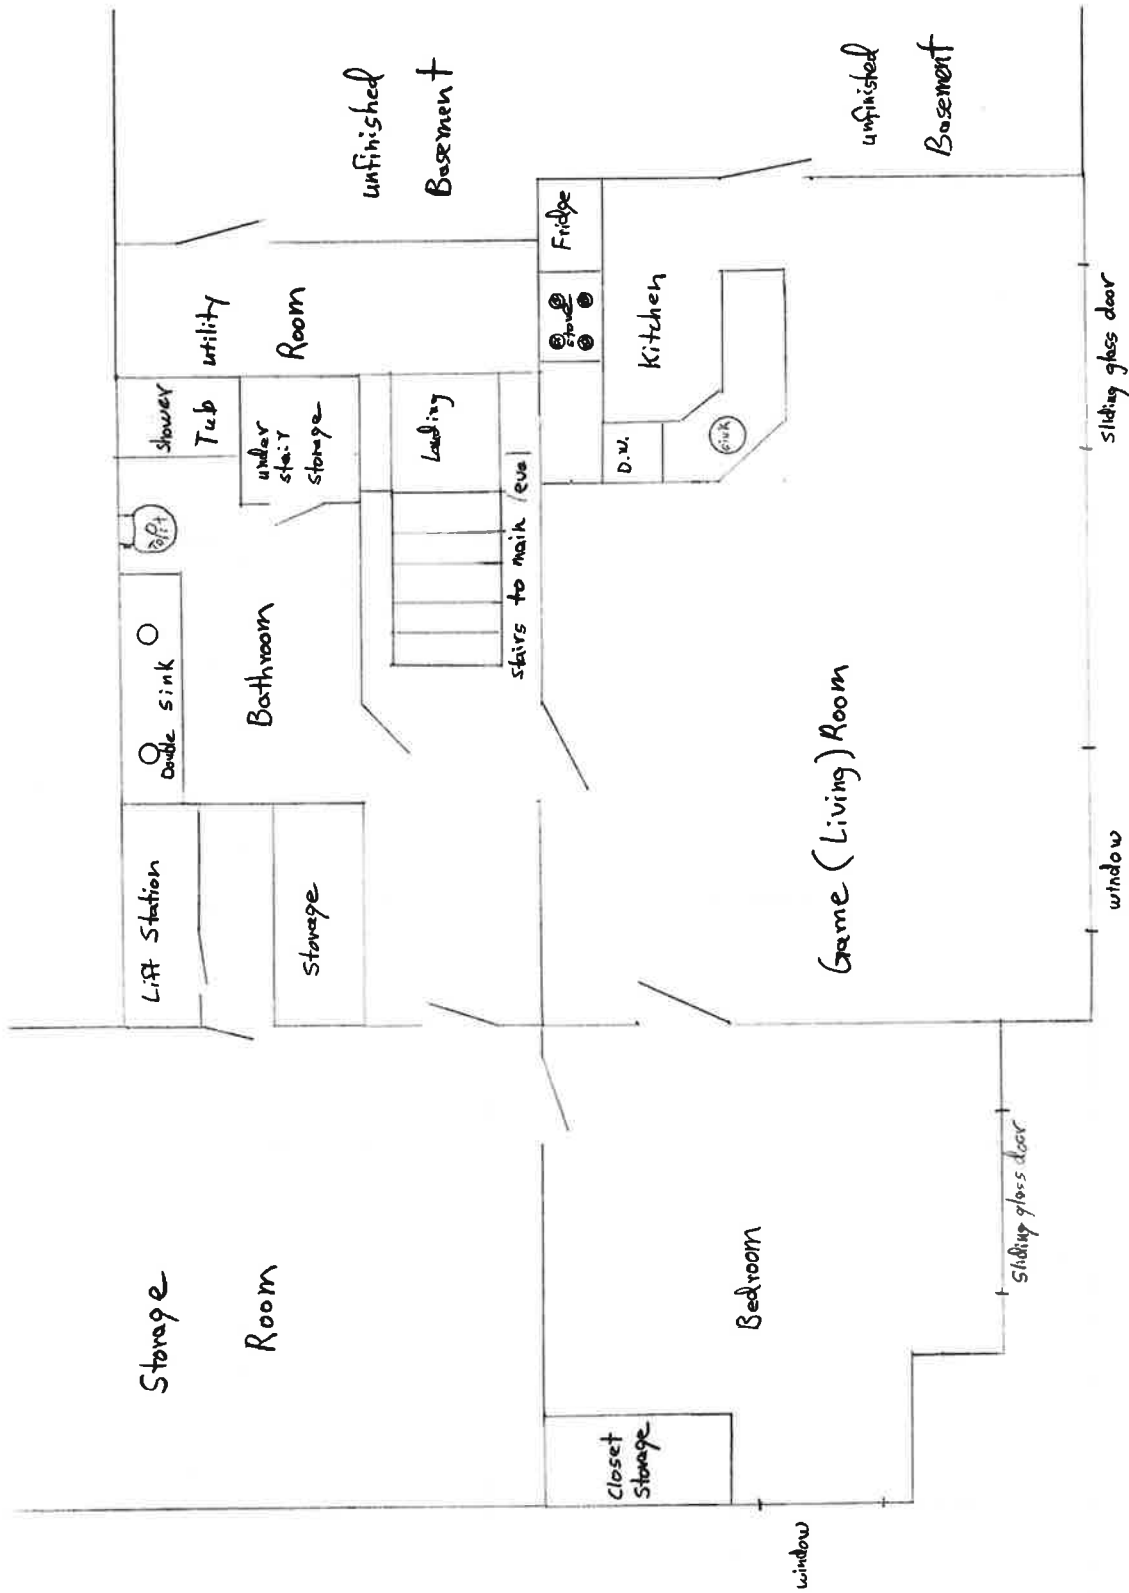 Storage
Room
Lift Station
Storage
Double sink
Bathroom
Toilit
Shower
Tub
under
stair
storage
utility
Room
Landing
stairs to main level
unfinished
Basement
unfinished
Basement
Fridge
stove
Kitchen
D.W.
sink
Game (Living) Room
Bedroom
Closet
Storage
window
sliding glass door
window
sliding glass door